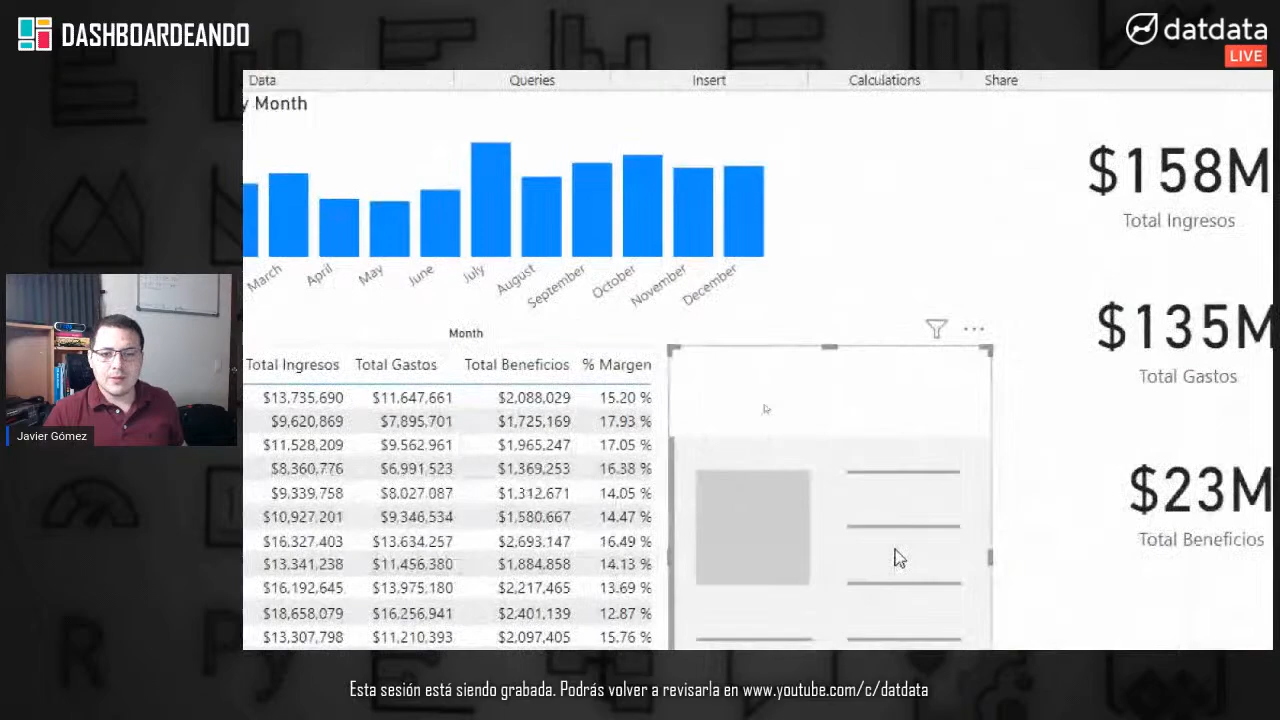 DASHBOARDEANDO
datdata
LIVE
Data Queries Insert Calculations Share
y Month
March April May June July August September October November December
$158M
Total Ingresos
$135M
Total Gastos
$23M
Total Beneficios
Month
Total Ingresos Total Gastos Total Beneficios % Margen
$13,735,690 $11,647,661 $2,088,029 15.20 %
$9,620,869 $7,895,701 $1,725,169 17.93 %
$11,528,209 $9,562,961 $1,965,247 17.05 %
$8,360,776 $6,991,523 $1,369,253 16.38 %
$9,339,758 $8,027,087 $1,312,671 14.05 %
$10,927,201 $9,346,534 $1,580,667 14.47 %
$16,327,403 $13,634,257 $2,693,147 16.49 %
$13,341,238 $11,456,380 $1,884,858 14.13 %
$16,192,645 $13,975,180 $2,217,465 13.69 %
$18,658,079 $16,256,941 $2,401,139 12.87 %
$13,307,798 $11,210,393 $2,097,405 15.76 %
Javier Gómez
Esta sesión está siendo grabada. Podrás volver a revisarla en www.youtube.com/c/datdata
R
Py